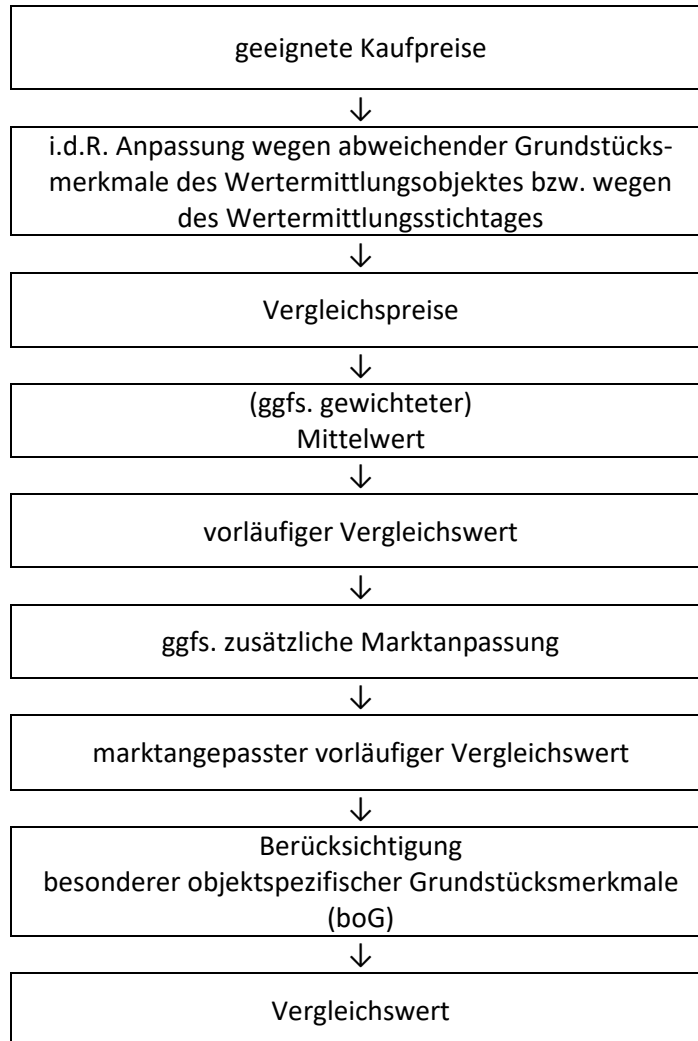 geeignete Kaufpreise
↓
i.d.R. Anpassung wegen abweichender Grundstücks-
merkmale des Wertermittlungsobjektes bzw. wegen
des Wertermittlungsstichtages
↓
Vergleichspreise
↓
(ggfs. gewichteter)
Mittelwert
↓
vorläufiger Vergleichswert
↓
ggfs. zusätzliche Marktanpassung
↓
marktangepasster vorläufiger Vergleichswert
↓
Berücksichtigung
besonderer objektspezifischer Grundstücksmerkmale
(boG)
↓
Vergleichswert